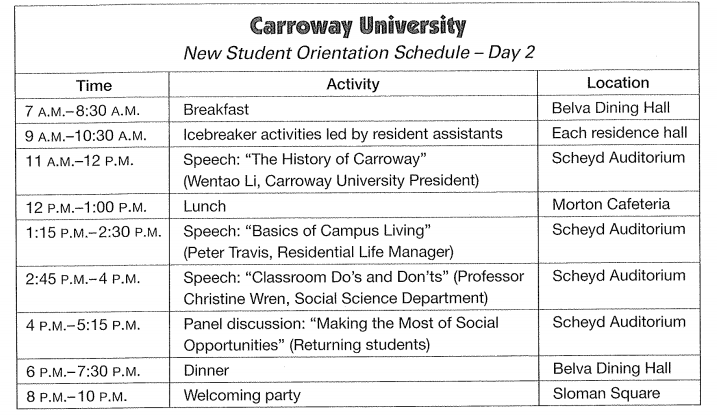 Carroway University
New Student Orientation Schedule – Day 2
Time Activity Location
7 A.M.–8:30 A.M. Breakfast Belva Dining Hall
9 A.M.–10:30 A.M. Icebreaker activities led by resident assistants Each residence hall
11 A.M.–12 P.M. Speech: “The History of Carroway” Scheyd Auditorium
(Wentao Li, Carroway University President)
12 P.M.–1:00 P.M. Lunch Morton Cafeteria
1:15 P.M.–2:30 P.M. Speech: “Basics of Campus Living” Scheyd Auditorium
(Peter Travis, Residential Life Manager)
2:45 P.M.–4 P.M. Speech: “Classroom Do’s and Don’ts” (Professor Scheyd Auditorium
Christine Wren, Social Science Department)
4 P.M.–5:15 P.M. Panel discussion: “Making the Most of Social Scheyd Auditorium
Opportunities” (Returning students)
6 P.M.–7:30 P.M. Dinner Belva Dining Hall
8 P.M.–10 P.M. Welcoming party Sloman Square